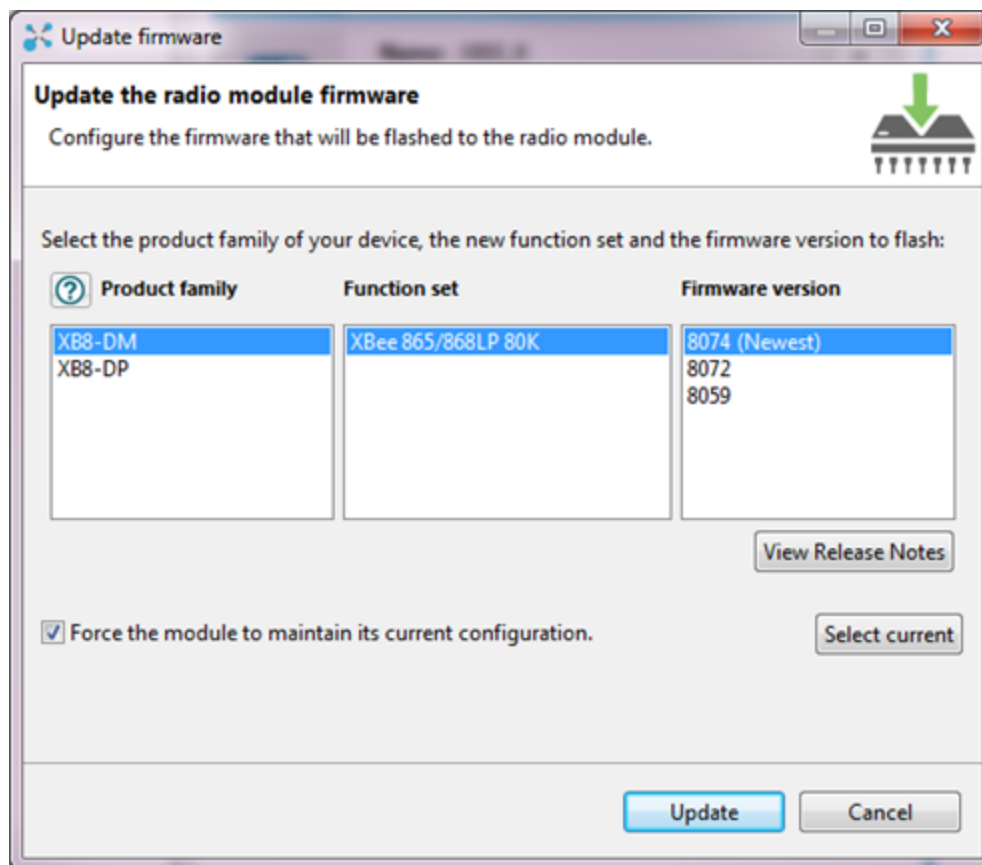 Update firmware
Update the radio module firmware
Configure the firmware that will be flashed to the radio module.
Select the product family of your device, the new function set and the firmware version to flash:
Product family Function set Firmware version
XB8-DM XBee 865/868LP 80K 8074 (Newest)
XB8-DP 8072
8059
View Release Notes
Force the module to maintain its current configuration. Select current
Update Cancel